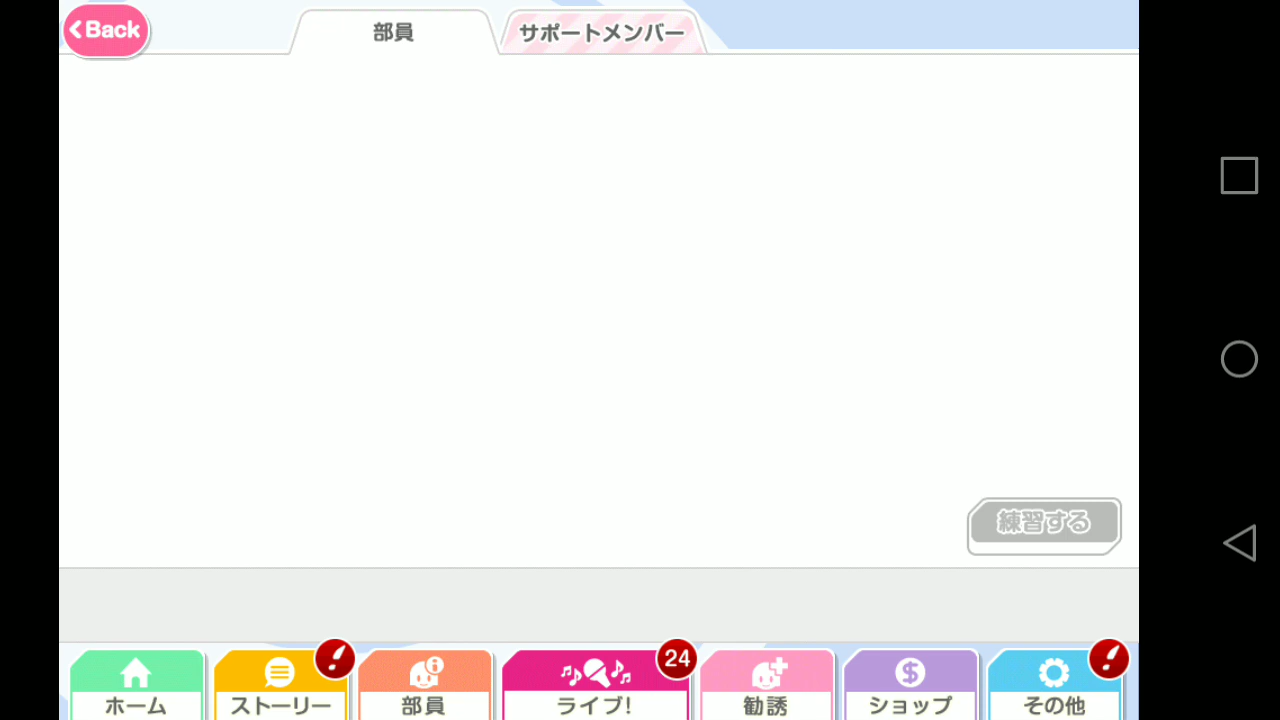 Back
部員
サポートメンバー
練習する
24
ホーム
ストーリー
部員
ライブ!
勧誘
ショップ
その他